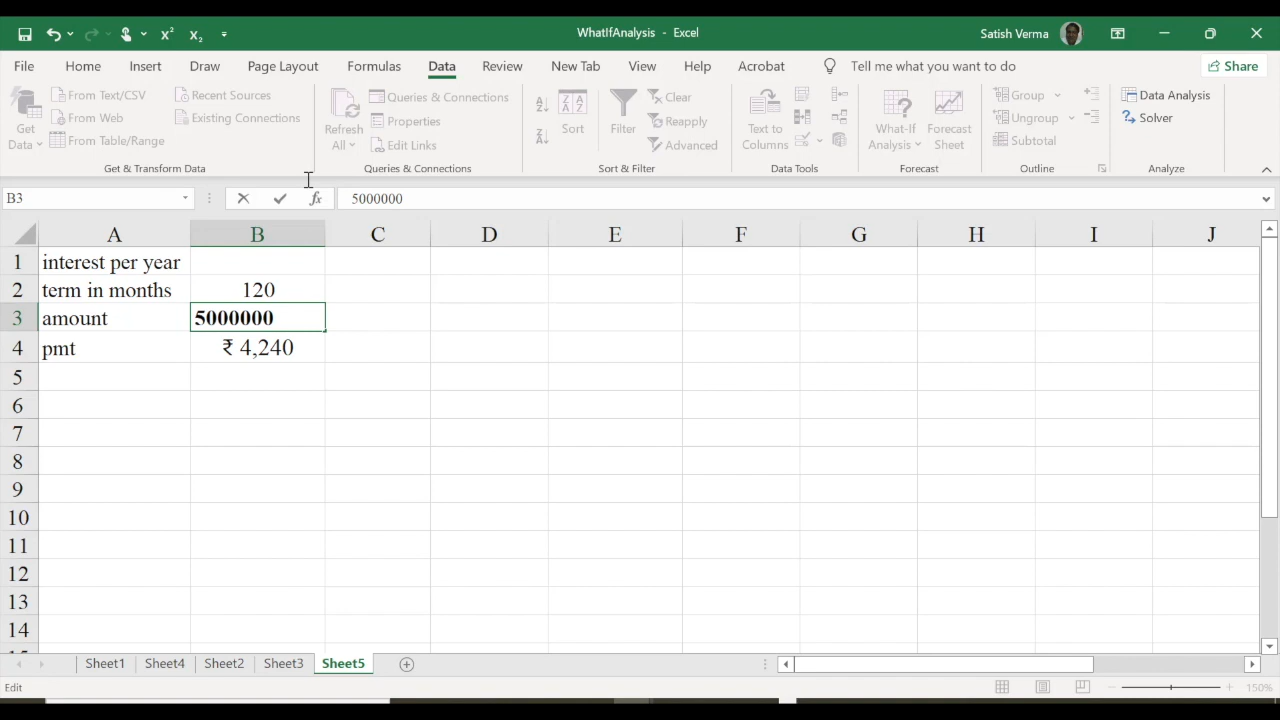 WhatIfAnalysis - Excel
Satish Verma
File Home Insert Draw Page Layout Formulas Data Review New Tab View Help Acrobat Tell me what you want to do Share
Get Data
From Text/CSV
From Web
From Table/Range
Recent Sources
Existing Connections
Get & Transform Data
Refresh All
Queries & Connections
Properties
Edit Links
Queries & Connections
Sort
Filter
Clear
Reapply
Advanced
Sort & Filter
Text to Columns
Data Tools
What-If Analysis
Forecast Sheet
Forecast
Group
Ungroup
Subtotal
Outline
Data Analysis
Solver
Analyze
B3 fx 5000000
A B C D E F G H I J
1 interest per year
2 term in months 120
3 amount 5000000
4 pmt ₹ 4,240
5
6
7
8
9
10
11
12
13
14
Sheet1 Sheet4 Sheet2 Sheet3 Sheet5
Edit 150%